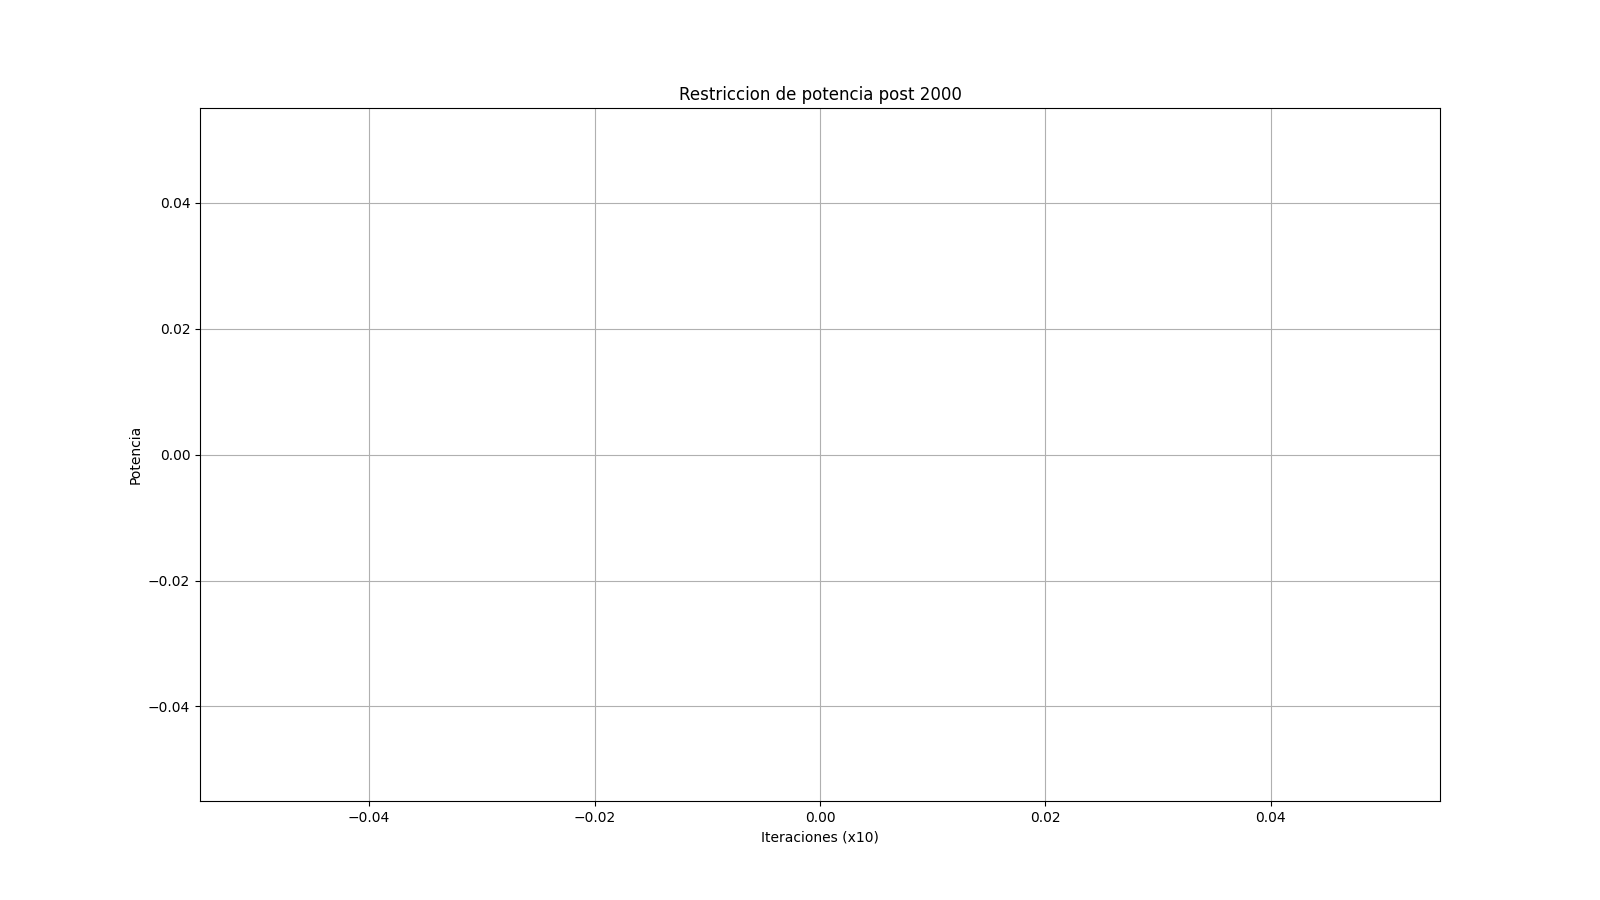 Restriccion de potencia post 2000
0.04
0.02
0.00
−0.02
−0.04
Potencia
−0.04 −0.02 0.00 0.02 0.04
Iteraciones (x10)